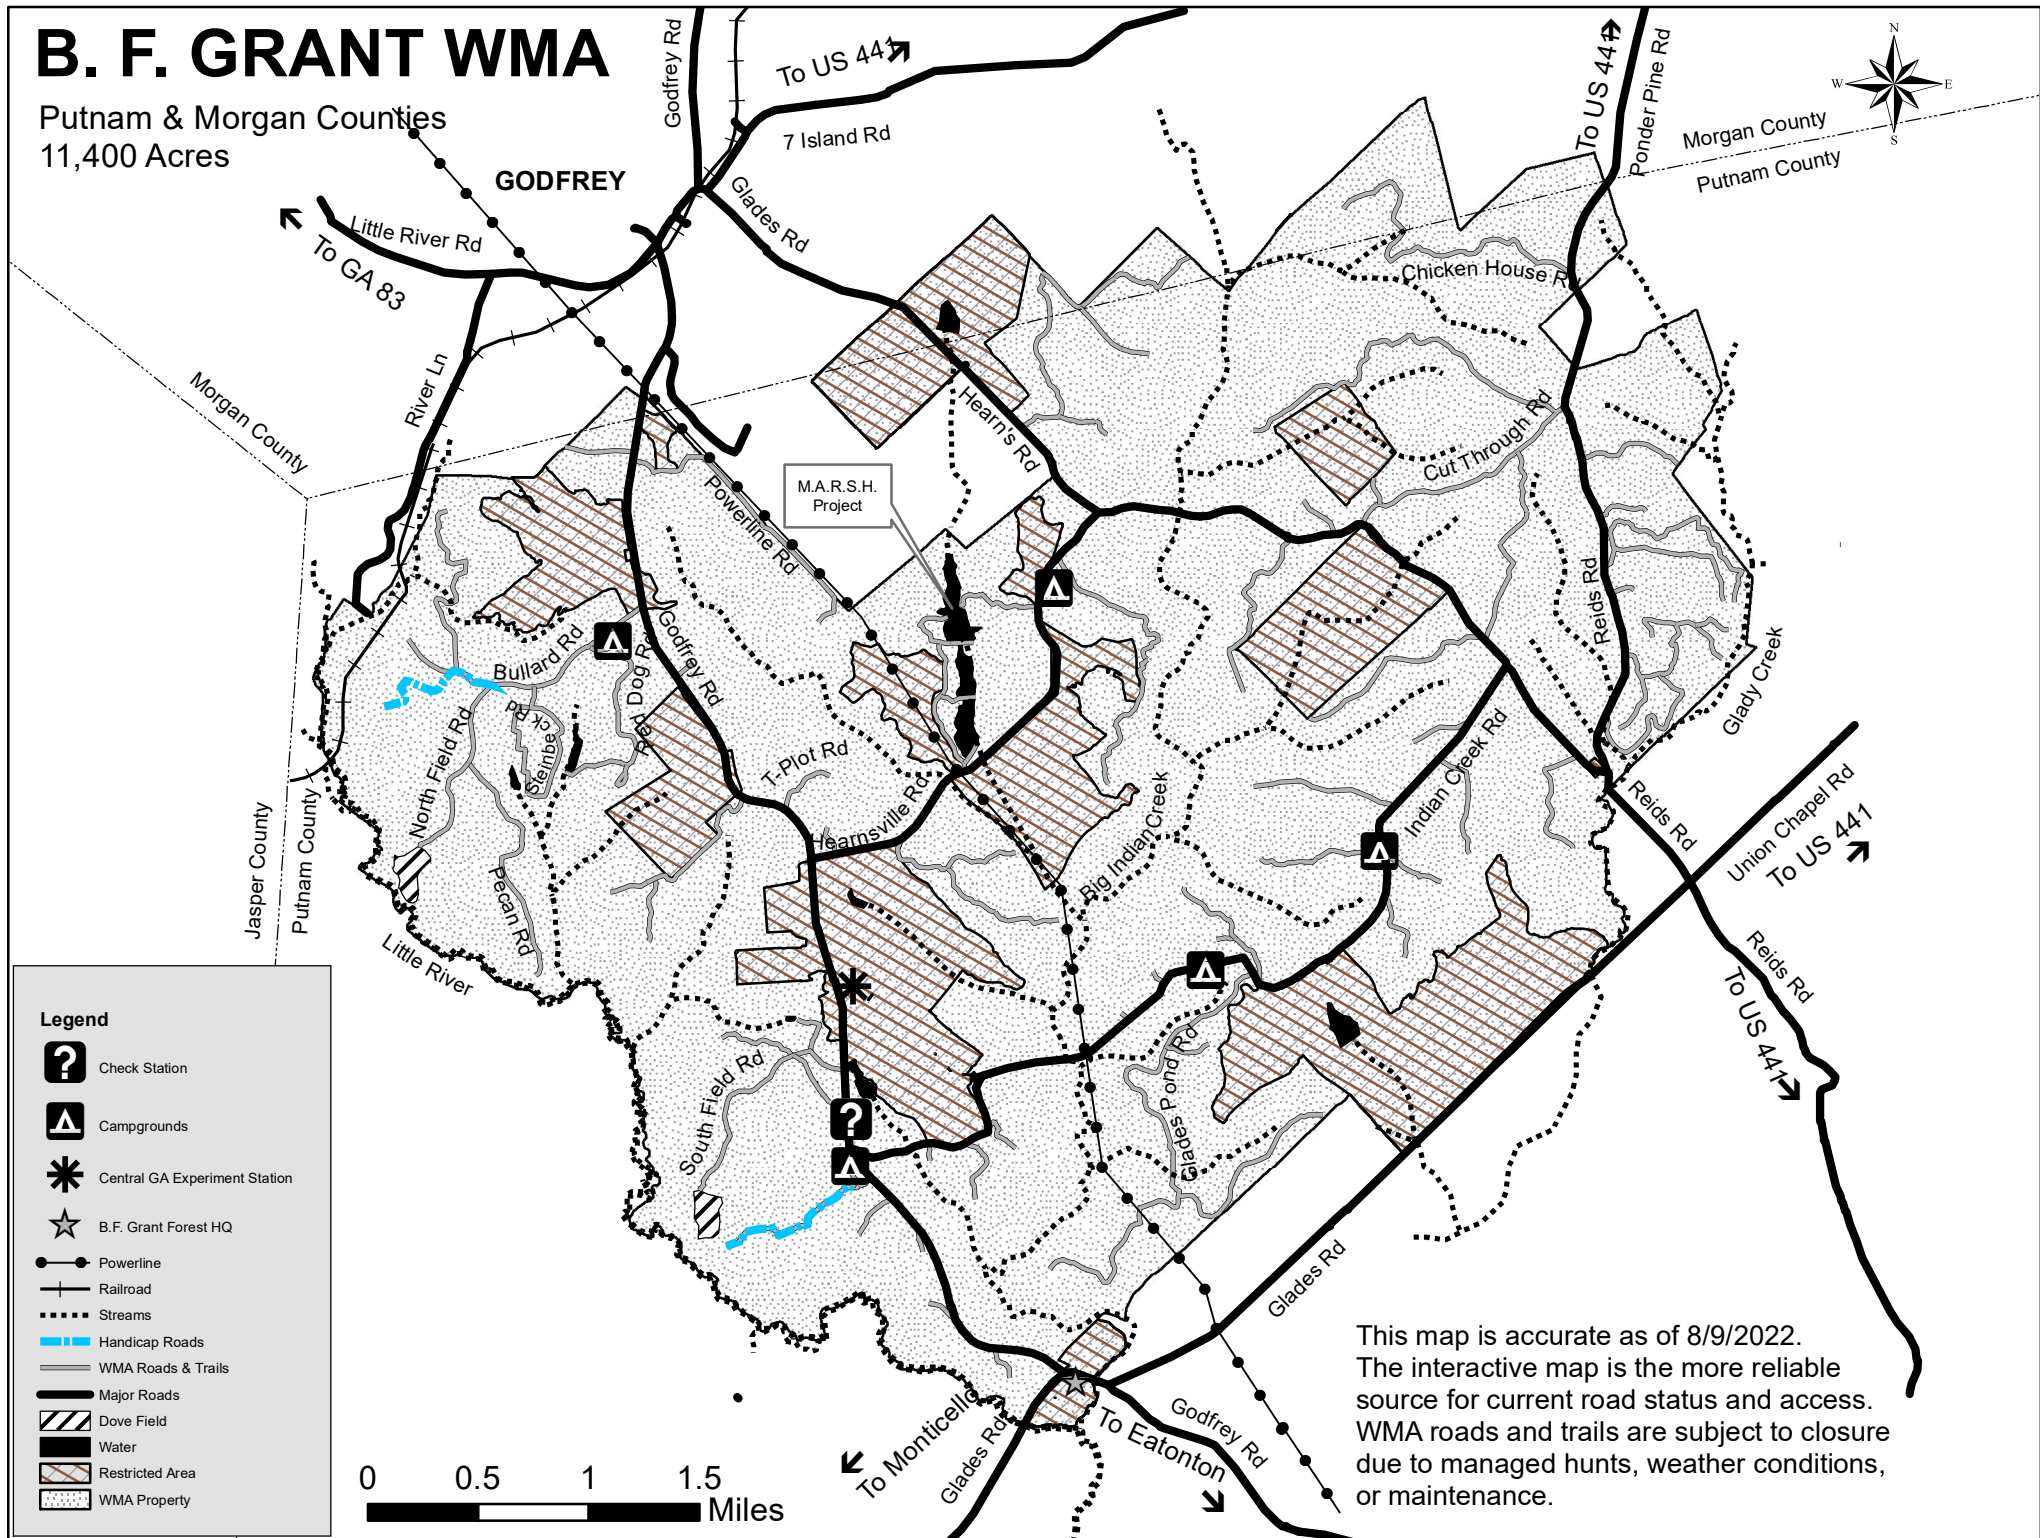 B. F. GRANT WMA
Putnam & Morgan Counties
11,400 Acres
GODFREY
Godfrey Rd
To US 441
7 Island Rd
To US 441
Ponder Pine Rd
N
W
E
S
Morgan County
Putnam County
Glades Rd
Little River Rd
To GA 83
Chicken House R
Morgan County
River Ln
Hearn's Rd
Cut Through Rd
M.A.R.S.H.
Project
Powerline Rd
Reids Rd
Bullard Rd
Godfrey Rd
Red Dog Rd
Steinbe
ck Rd
North Field Rd
T-Plot Rd
Hearnsville Rd
Glady Creek
Indian Creek Rd
Big Indian Creek
Reids Rd
Union Chapel Rd
To US 441
Jasper County
Putnam County
Pecan Rd
Little River
Reids Rd
To US 441
South Field Rd
Glades Pond Rd
Glades Rd
Legend
Check Station
Campgrounds
Central GA Experiment Station
B.F. Grant Forest HQ
Powerline
Railroad
Streams
Handicap Roads
WMA Roads & Trails
Major Roads
Dove Field
Water
Restricted Area
WMA Property
?
?
0 0.5 1 1.5
Miles
To Monticello
Glades Rd
To Eatonton
Godfrey Rd
This map is accurate as of 8/9/2022.
The interactive map is the more reliable
source for current road status and access.
WMA roads and trails are subject to closure
due to managed hunts, weather conditions,
or maintenance.